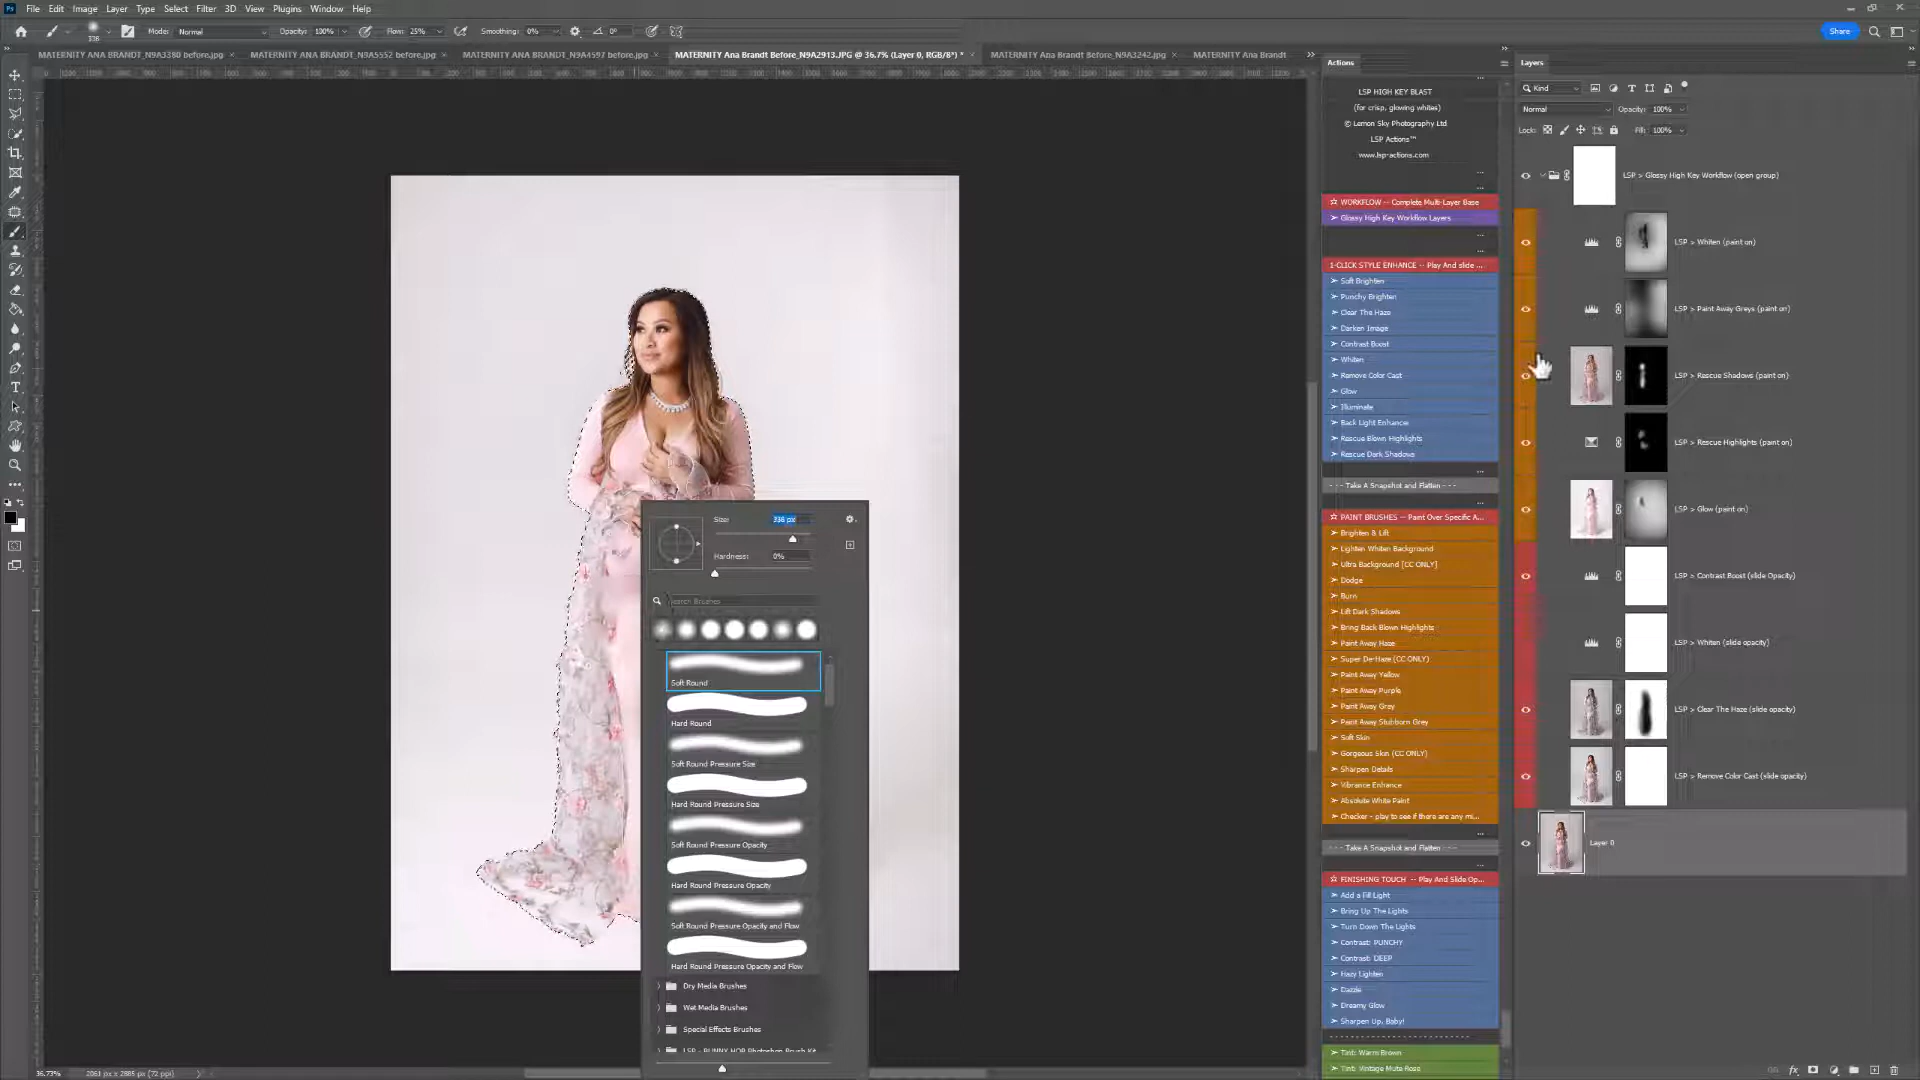 File Edit Image Layer Type Select Filter 3D View Plugins Window Help
338 Mode: Normal Opacity: 100% Flow: 25% Smoothing: 0% 0° Share
MATERNITY ANA BRANDT_N9A3380 before.jpg × MATERNITY ANA BRANDT_N9A5552 before.jpg × MATERNITY ANA BRANDT_N9A4597 before.jpg × MATERNITY Ana Brandt Before_N9A2913.JPG @ 36.7% (Layer 0, RGB/8*) * × MATERNITY Ana Brandt Before_N9A3242.jpg × MATERNITY Ana Brandt
Actions
LSP HIGH KEY BLAST
(for crisp, glowing whites)
© Lemon Sky Photography Ltd
LSP Actions™
www.lsp-actions.com
☆ WORKFLOW -- Complete Multi-Layer Base
Glossy High Key Workflow Layers
1-CLICK STYLE ENHANCE -- Play And slide ...
Soft Brighten
Punchy Brighten
Clear The Haze
Darken Image
Contrast Boost
Whiten
Remove Color Cast
Glow
Illuminate
Back Light Enhance
Rescue Blown Highlights
Rescue Dark Shadows
--- Take A Snapshot and Flatten ---
☆ PAINT BRUSHES -- Paint Over Specific A...
Brighten & Lift
Lighten Whiten Background
Ultra Background [CC ONLY]
Dodge
Burn
Lift Dark Shadows
Bring Back Blown Highlights
Paint Away Haze
Super De-Haze (CC ONLY)
Paint Away Yellow
Paint Away Purple
Paint Away Gray
Paint Away Stubborn Grey
Soft Skin
Gorgeous Skin (CC ONLY)
Sharpen Details
Vibrance Enhance
Absolute White Paint
Checker - play to see if there are any mi...
--- Take A Snapshot and Flatten ---
☆ FINISHING TOUCH -- Play And Slide Op...
Add a Fill Light
Bring Up The Lights
Turn Down The Lights
Contrast: PUNCHY
Contrast: DEEP
Hazy Lighten
Dazzle
Dreamy Glow
Sharpen Up, Baby!
Tint: Warm Brown
Tint: Vintage Mute Rose
Layers
Kind
Normal Opacity: 100%
Lock: Fill: 100%
LSP > Glossy High Key Workflow (open group)
LSP > Whiten (paint on)
LSP > Paint Away Greys (paint on)
LSP > Rescue Shadows (paint on)
LSP > Rescue Highlights (paint on)
LSP > Glow (paint on)
LSP > Contrast Boost (slide Opacity)
LSP > Whiten (slide opacity)
LSP > Clear The Haze (slide opacity)
LSP > Remove Color Cast (slide opacity)
Layer 0
Size: 338 px
Hardness: 0%
Search Brushes
Soft Round
Hard Round
Soft Round Pressure Size
Hard Round Pressure Size
Soft Round Pressure Opacity
Hard Round Pressure Opacity
Soft Round Pressure Opacity and Flow
Hard Round Pressure Opacity and Flow
Dry Media Brushes
Wet Media Brushes
Special Effects Brushes
LSP - BUNNY HOP Photoshop Brush Kit
36.73% 2061 px x 2885 px (72 ppi)